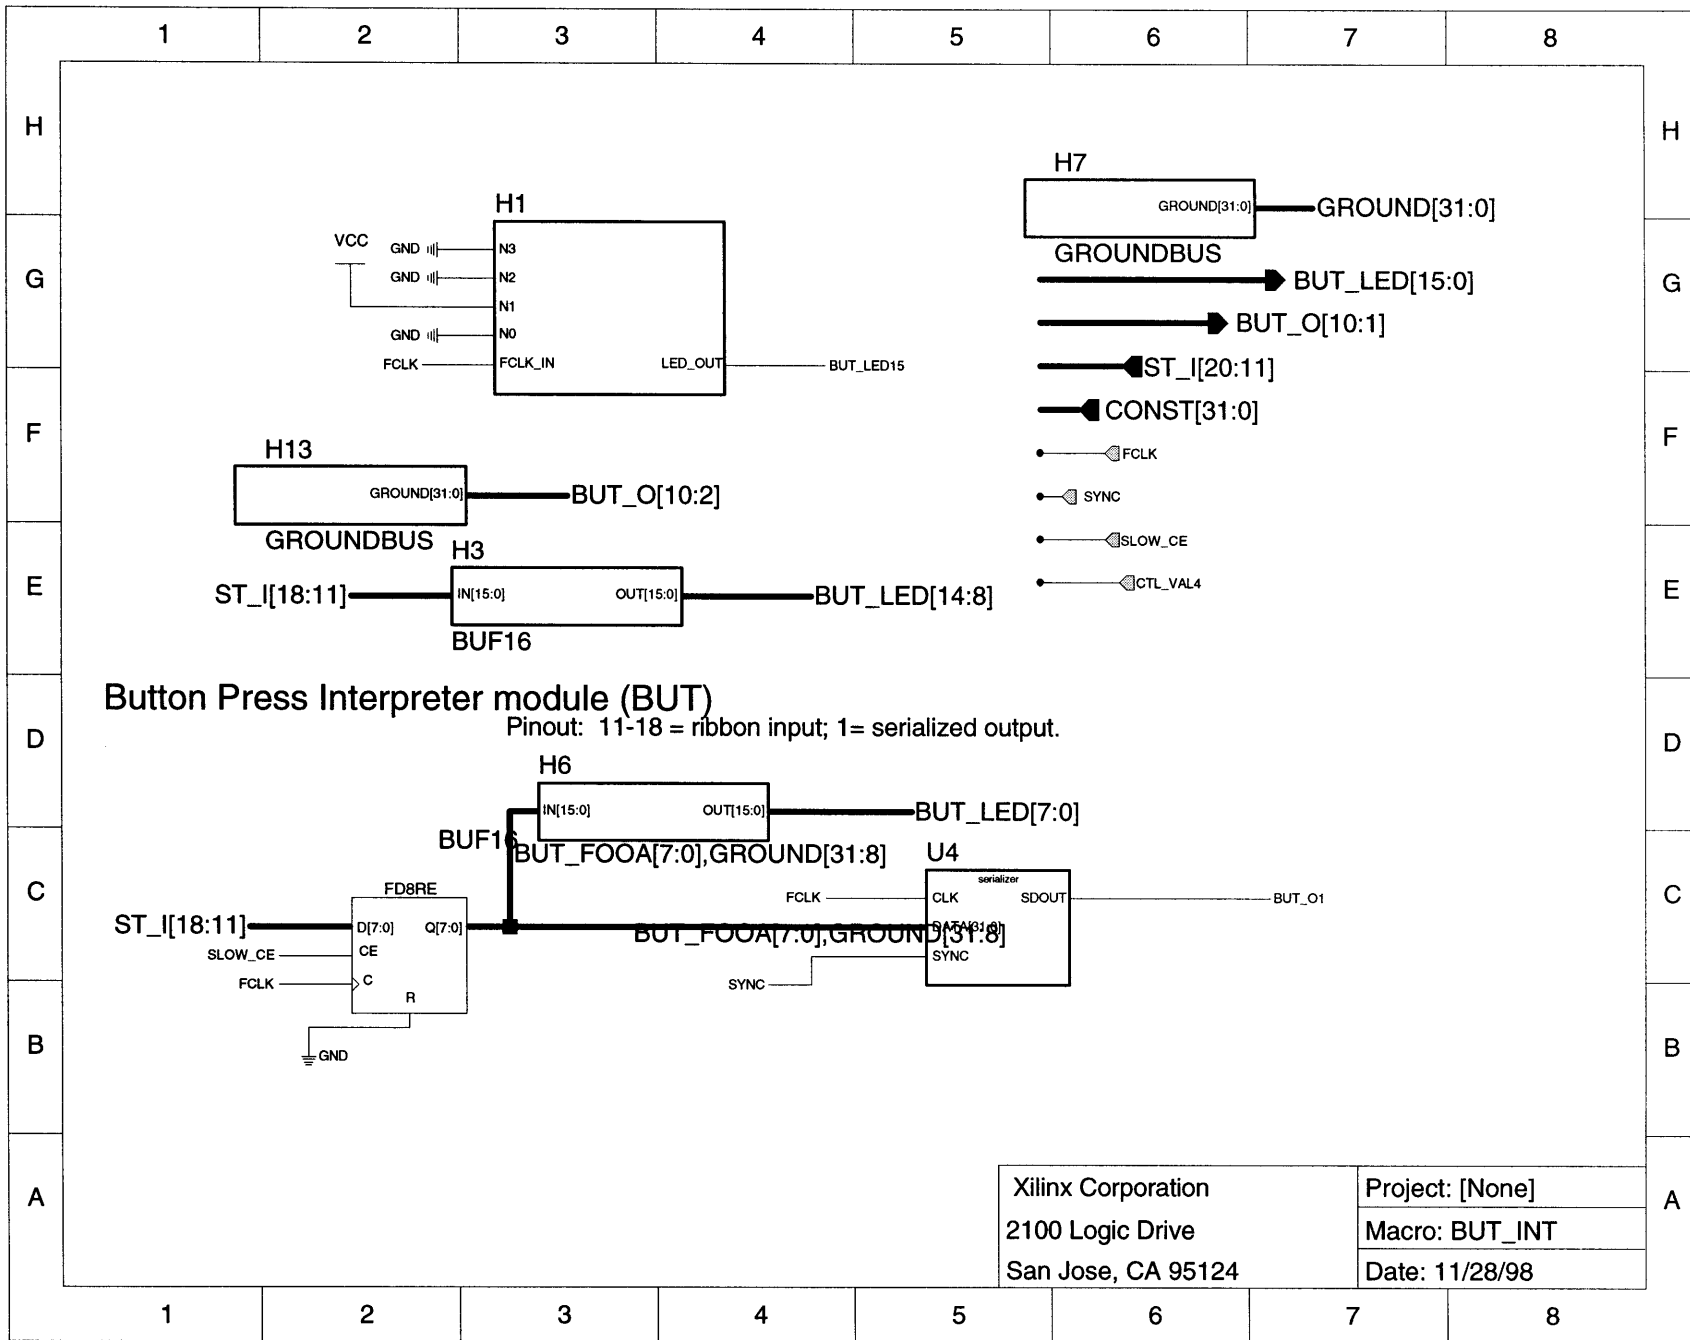 1 2 3 4 5 6 7 8
H H
H7
GROUND[31:0] GROUND[31:0]
GROUNDBUS
H1
VCC GND N3
GND N2
N1
GND N0
FCLK FCLK_IN LED_OUT BUT_LED15
G G
BUT_LED[15:0]
BUT_O[10:1]
ST_I[20:11]
CONST[31:0]
F F
FCLK
SYNC
SLOW_CE
CTL_VAL4
H13
GROUND[31:0] BUT_O[10:2]
GROUNDBUS
H3
E E
ST_I[18:11] IN[15:0] OUT[15:0] BUT_LED[14:8]
BUF16
Button Press Interpreter module (BUT)
Pinout: 11-18 = ribbon input; 1= serialized output.
D D
H6
IN[15:0] OUT[15:0] BUT_LED[7:0]
BUF16
BUT_FOOA[7:0],GROUND[31:8]
U4
serializer
C C
FD8RE
FCLK CLK SDOUT BUT_O1
ST_I[18:11] D[7:0] Q[7:0]
BUT_FOOA[7:0],GROUND[31:8]
DATA[31:0]
SLOW_CE CE
SYNC SYNC
FCLK C
R
GND
B B
A A
Xilinx Corporation
2100 Logic Drive
San Jose, CA 95124
Project: [None]
Macro: BUT_INT
Date: 11/28/98
1 2 3 4 5 6 7 8